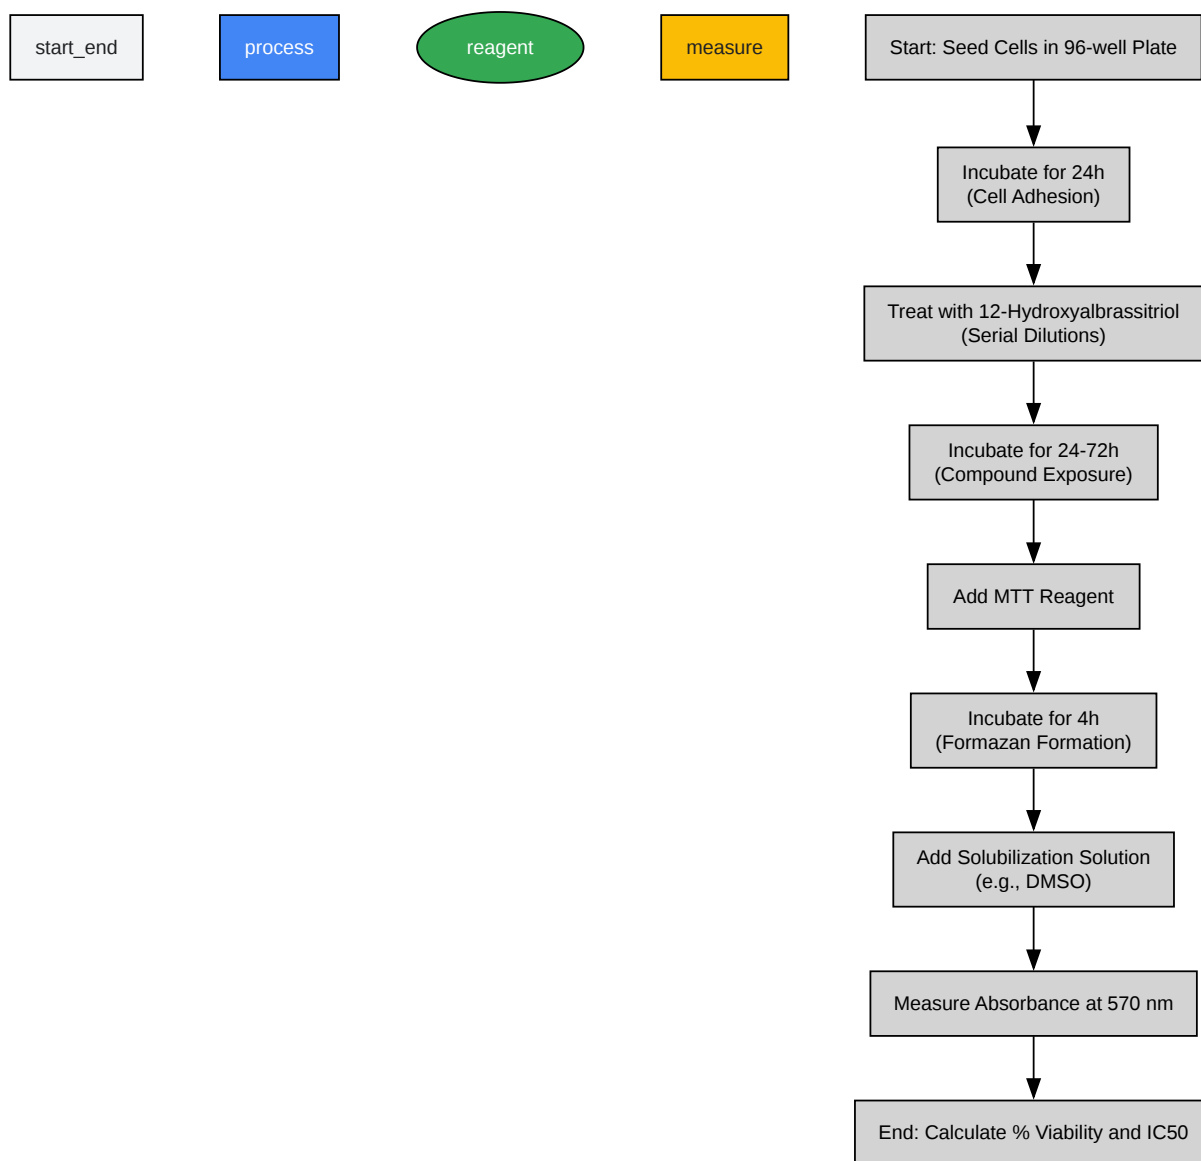 start_end
process
reagent
measure
Start: Seed Cells in 96-well Plate
Incubate for 24h
(Cell Adhesion)
Treat with 12-Hydroxyalbrassitriol
(Serial Dilutions)
Incubate for 24-72h
(Compound Exposure)
Add MTT Reagent
Incubate for 4h
(Formazan Formation)
Add Solubilization Solution
(e.g., DMSO)
Measure Absorbance at 570 nm
End: Calculate % Viability and IC50